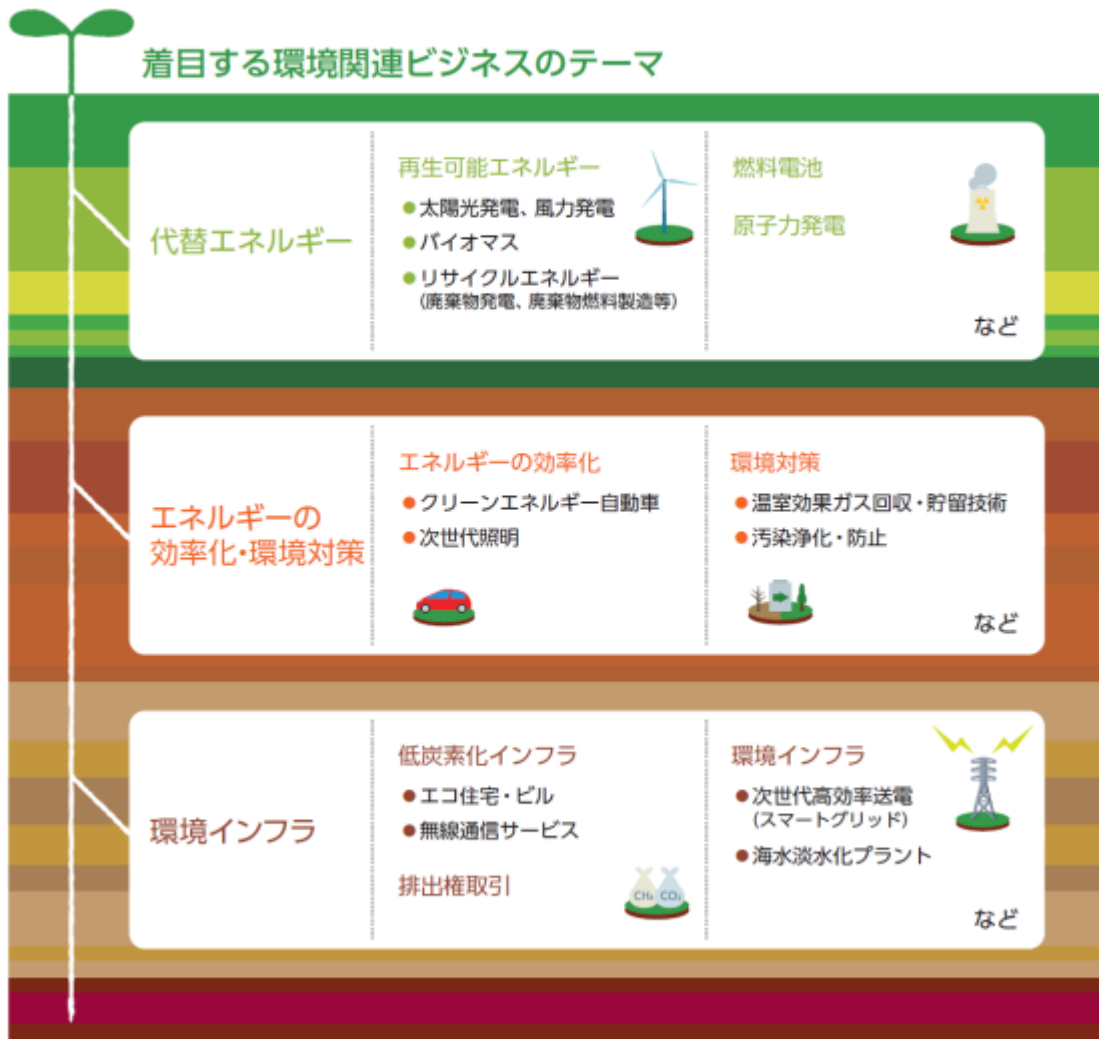 着目する環境関連ビジネスのテーマ
代替エネルギー
再生可能エネルギー
●太陽光発電、風力発電
●バイオマス
●リサイクルエネルギー
(廃棄物発電、廃棄物燃料製造等)
燃料電池
原子力発電
など
エネルギーの
効率化・環境対策
エネルギーの効率化
●クリーンエネルギー自動車
●次世代照明
環境対策
●温室効果ガス回収・貯留技術
●汚染浄化・防止
など
環境インフラ
低炭素化インフラ
●エコ住宅・ビル
●無線通信サービス
排出権取引
CH₄ CO₂
環境インフラ
●次世代高効率送電
(スマートグリッド)
●海水淡水化プラント
など